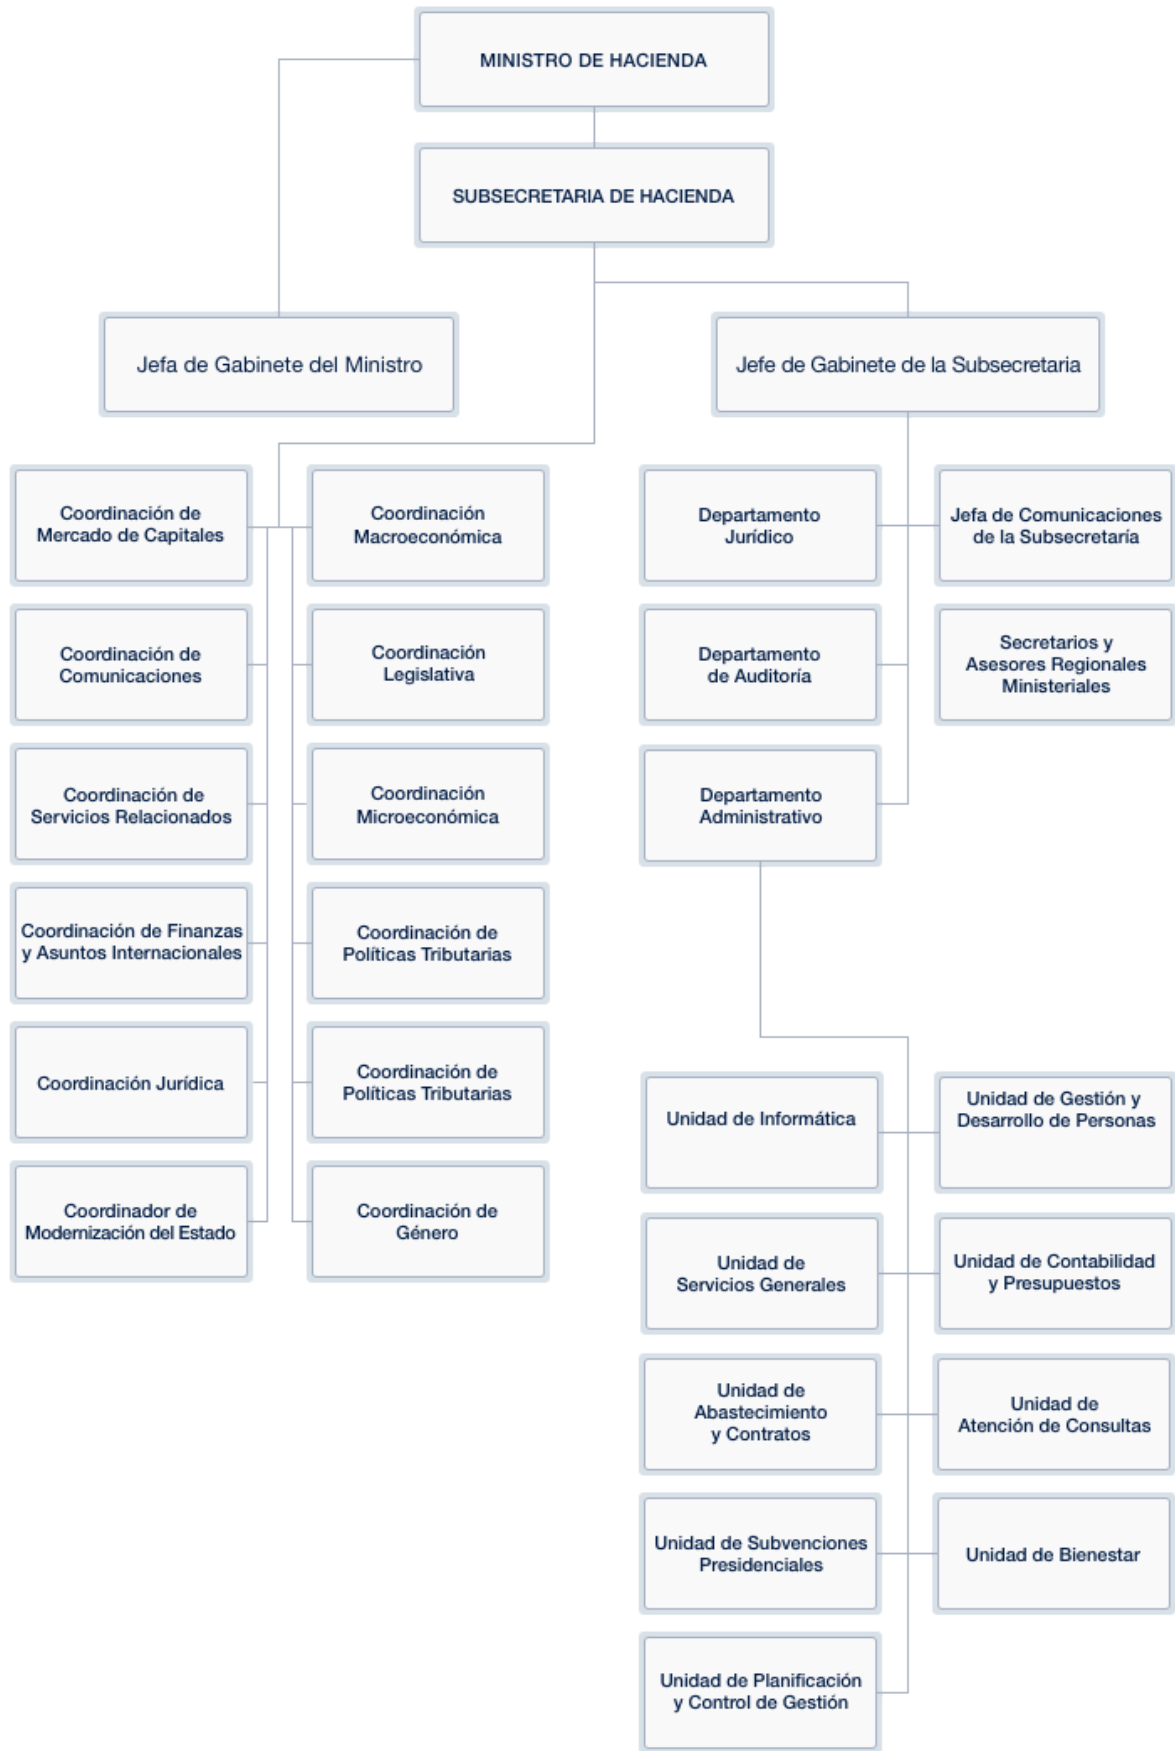 MINISTRO DE HACIENDA
SUBSECRETARIA DE HACIENDA
Jefa de Gabinete del Ministro
Jefe de Gabinete de la Subsecretaria
Coordinación de
Mercado de Capitales
Coordinación
Macroeconómica
Coordinación de
Comunicaciones
Coordinación
Legislativa
Coordinación de
Servicios Relacionados
Coordinación
Microeconómica
Coordinación de Finanzas
y Asuntos Internacionales
Coordinación de
Políticas Tributarias
Coordinación Jurídica
Coordinación de
Políticas Tributarias
Coordinador de
Modernización del Estado
Coordinación de
Género
Departamento
Jurídico
Jefa de Comunicaciones
de la Subsecretaría
Departamento
de Auditoría
Secretarios y
Asesores Regionales
Ministeriales
Departamento
Administrativo
Unidad de Informática
Unidad de Gestión y
Desarrollo de Personas
Unidad de
Servicios Generales
Unidad de Contabilidad
y Presupuestos
Unidad de
Abastecimiento
y Contratos
Unidad de
Atención de Consultas
Unidad de Subvenciones
Presidenciales
Unidad de Bienestar
Unidad de Planificación
y Control de Gestión